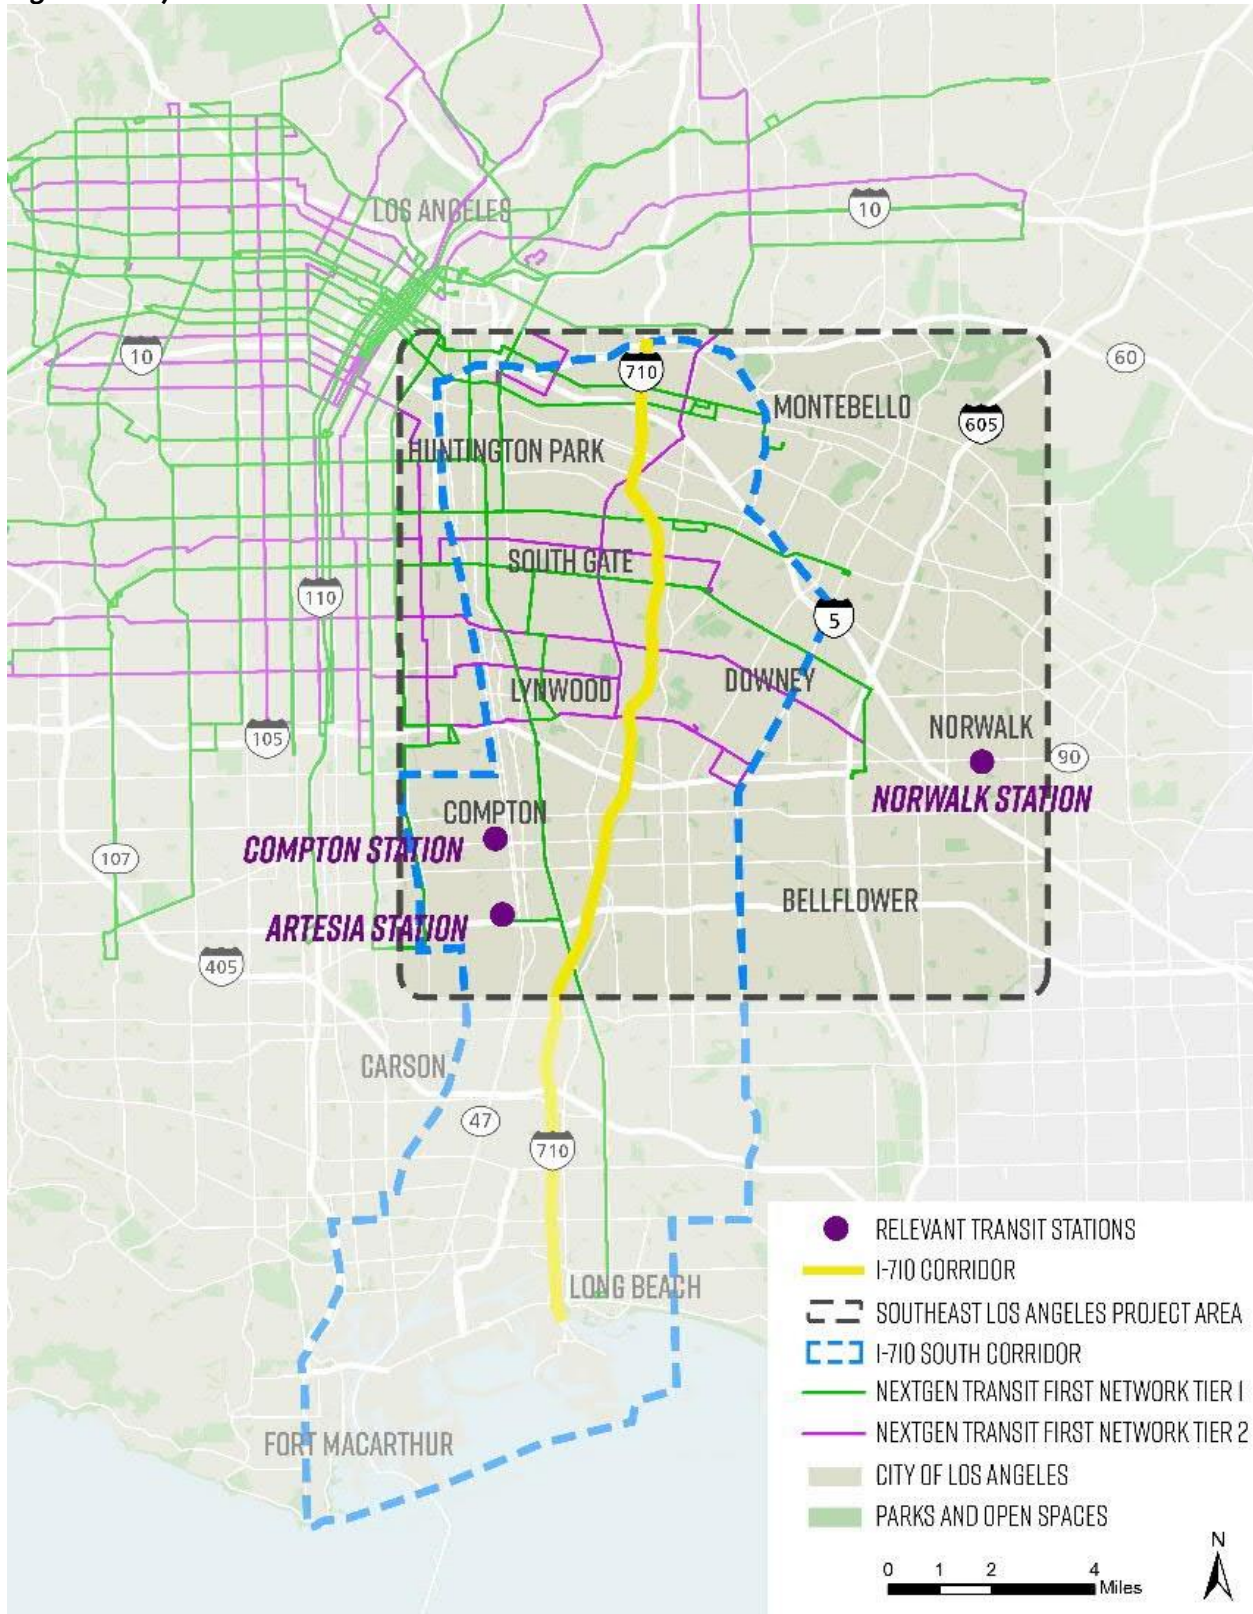 LOS ANGELES
10
10
60
710
MONTEBELLO
605
HUNTINGTON PARK
SOUTH GATE
110
5
LYNWOOD
DOWNEY
105
NORWALK
90
NORWALK STATION
COMPTON
COMPTON STATION
107
BELLFLOWER
ARTESIA STATION
405
CARSON
47
710
LONG BEACH
FORT MACARTHUR
RELEVANT TRANSIT STATIONS
I-710 CORRIDOR
SOUTHEAST LOS ANGELES PROJECT AREA
I-710 SOUTH CORRIDOR
NEXTGEN TRANSIT FIRST NETWORK TIER 1
NEXTGEN TRANSIT FIRST NETWORK TIER 2
CITY OF LOS ANGELES
PARKS AND OPEN SPACES
N
0 1 2 4
Miles